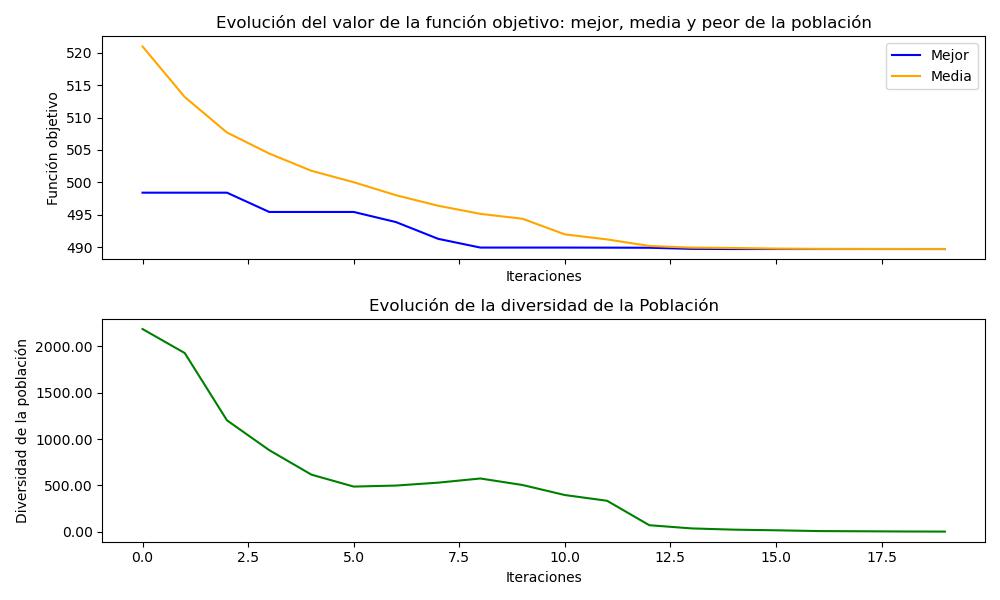 Evolución del valor de la función objetivo: mejor, media y peor de la población
Función objetivo
520
515
510
505
500
495
490
Mejor
Media
Iteraciones
Evolución de la diversidad de la Población
Diversidad de la población
2000.00
1500.00
1000.00
500.00
0.00
0.0 2.5 5.0 7.5 10.0 12.5 15.0 17.5
Iteraciones